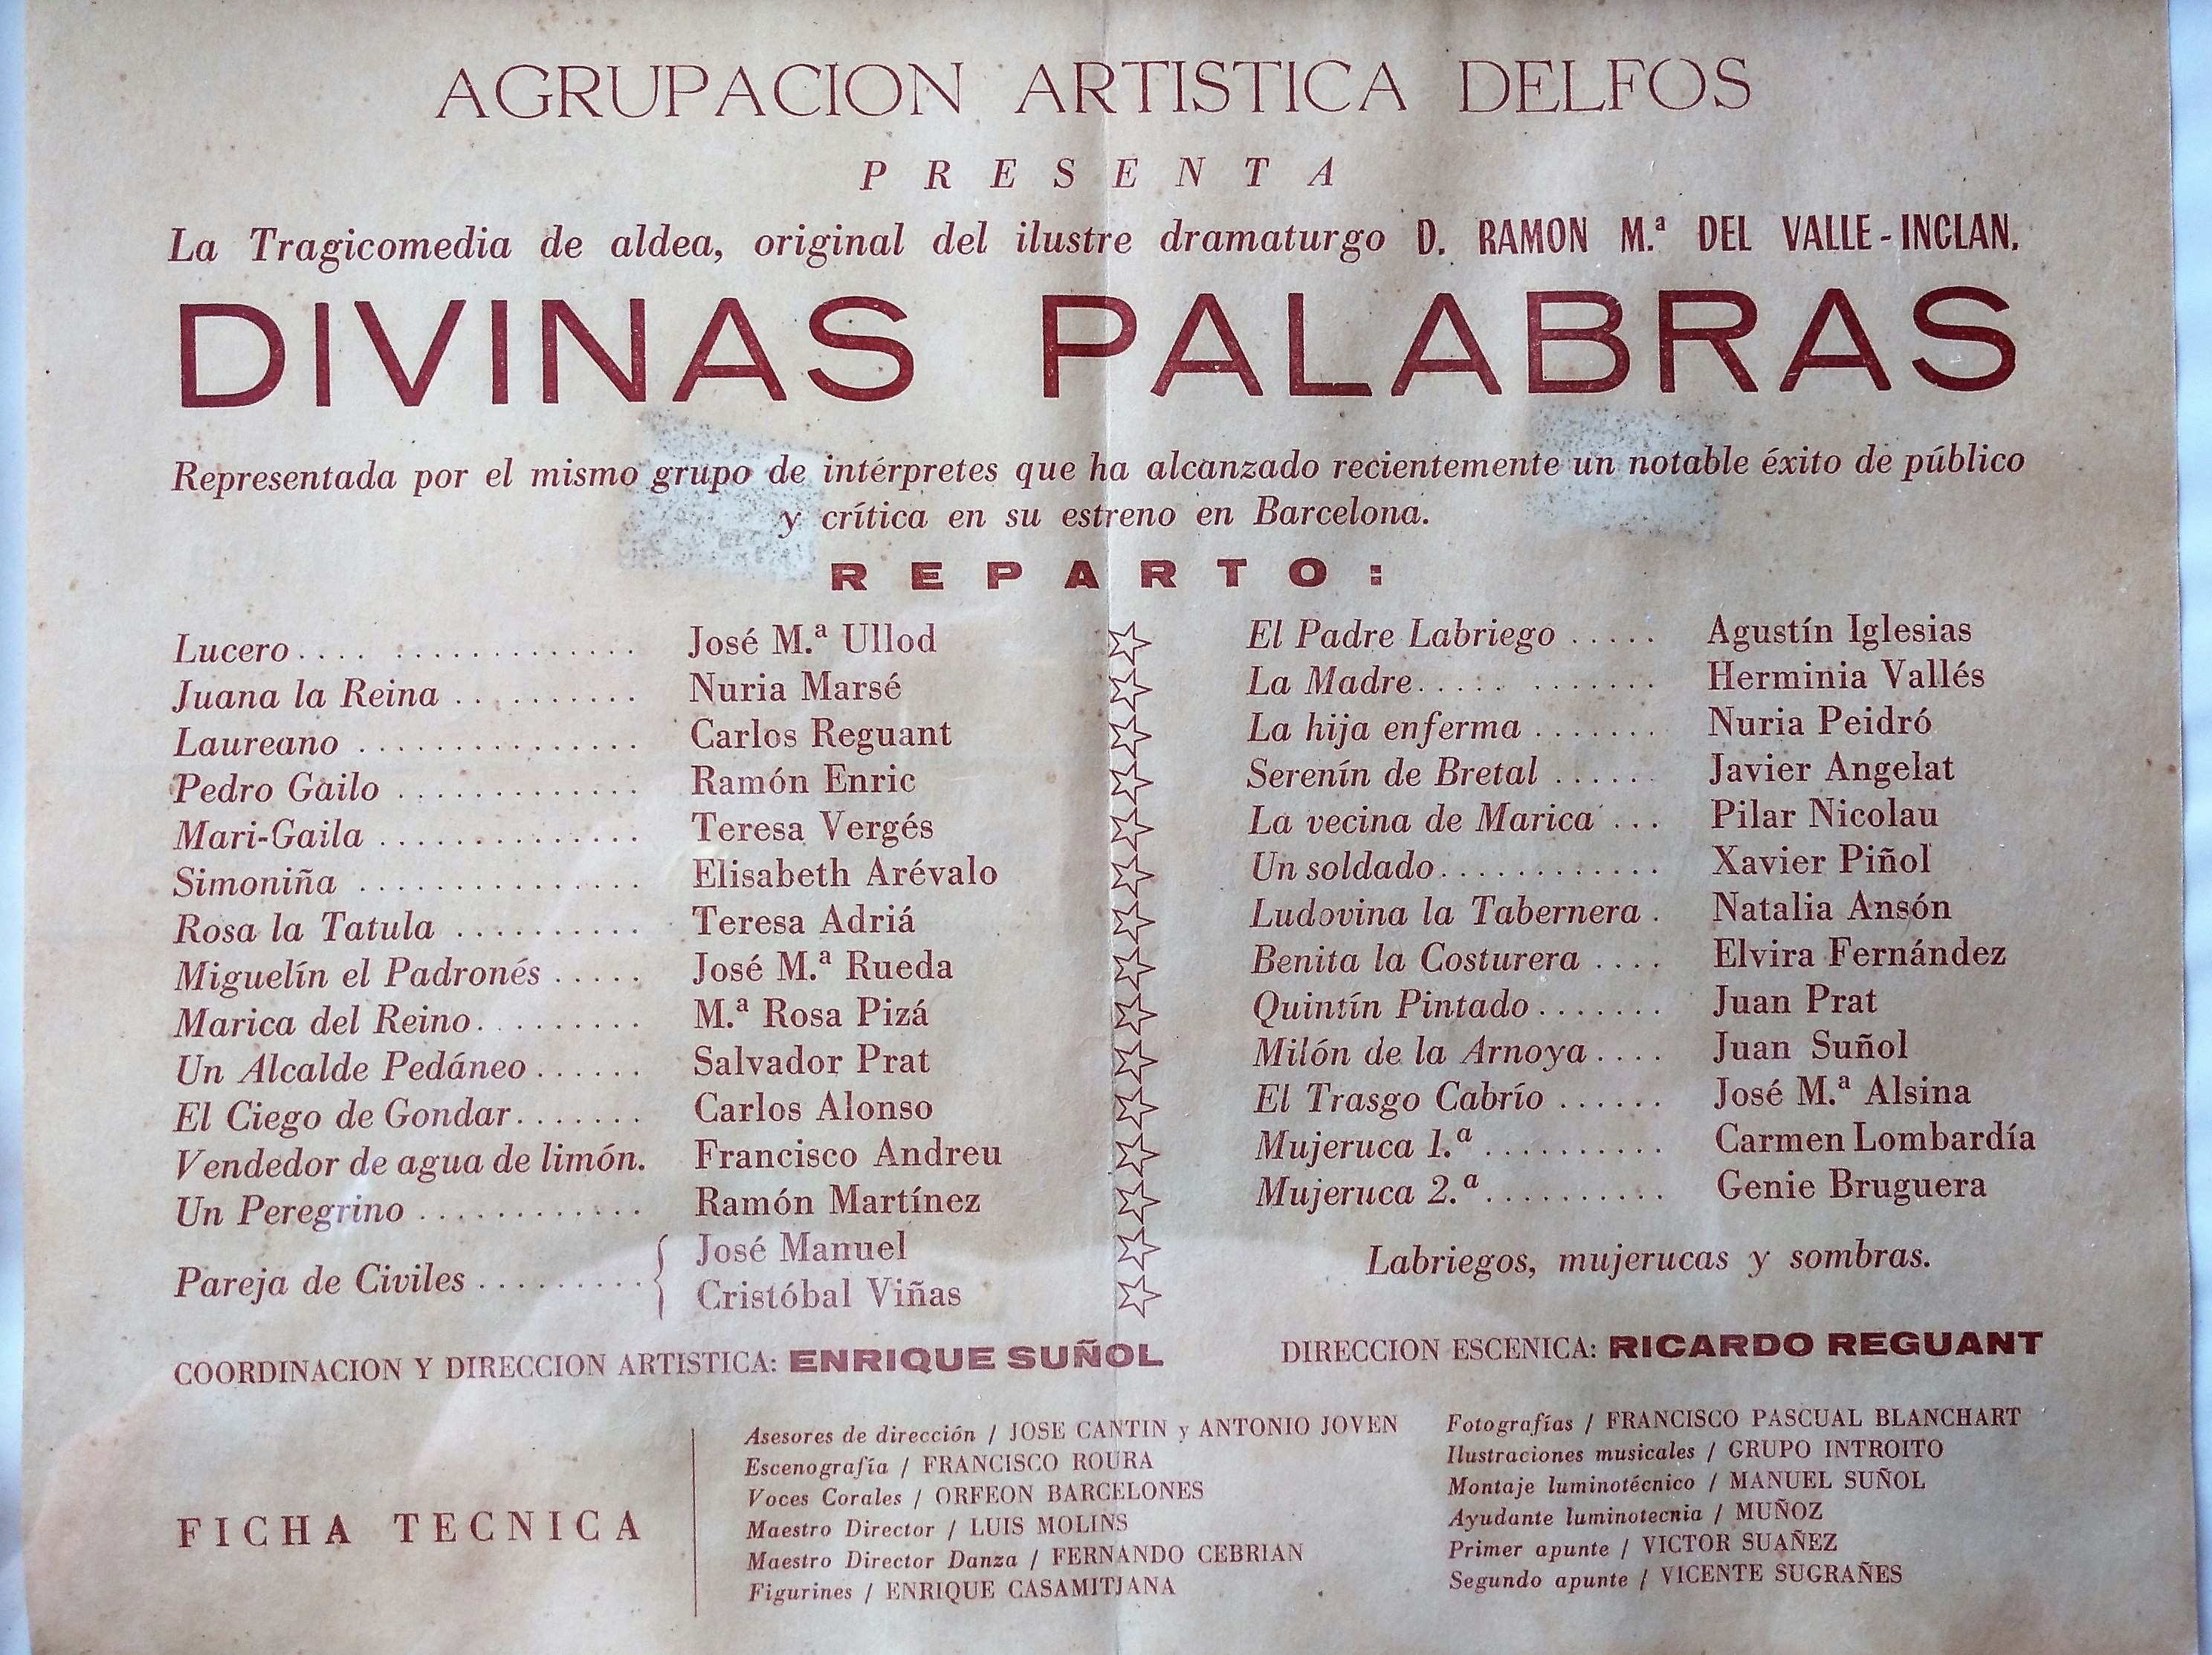 AGRUPACION ARTISTICA DELFOS
PRESENTA
La Tragicomedia de aldea, original del ilustre dramaturgo D. RAMON M.ª DEL VALLE-INCLAN.
DIVINAS PALABRAS
Representada por el mismo grupo de intérpretes que ha alcanzado recientemente un notable éxito de público
y crítica en su estreno en Barcelona.
REPARTO:
Lucero.... ............. José M.ª Ullod
Juana la Reina .......... Nuria Marsé
Laureano ............... Carlos Reguant
Pedro Gailo ............. Ramón Enric
Mari-Gaila .............. Teresa Vergés
Simoniña ............... Elisabeth Arévalo
Rosa la Tatula .......... Teresa Adriá
Miguelín el Padronés ..... José M.ª Rueda
Marica del Reino......... M.ª Rosa Pizá
Un Alcalde Pedáneo...... Salvador Prat
El Ciego de Gondar....... Carlos Alonso
Vendedor de agua de limón. Francisco Andreu
Un Peregrino ............ Ramón Martínez
Pareja de Civiles ......... { José Manuel
Cristóbal Viñas
El Padre Labriego ..... Agustín Iglesias
La Madre..... ....... Herminia Vallés
La hija enferma ....... Nuria Peidró
Serenín de Bretal ...... Javier Angelat
La vecina de Marica ... Pilar Nicolau
Un soldado............ Xavier Piñol
Ludovina la Tabernera . Natalia Ansón
Benita la Costurera .... Elvira Fernández
Quintín Pintado....... Juan Prat
Milón de la Arnoya.... Juan Suñol
El Trasgo Cabrío ...... José M.ª Alsina
Mujeruca 1.ª .......... Carmen Lombardía
Mujeruca 2.ª.......... Genie Bruguera
Labriegos, mujerucas y sombras.
COORDINACION Y DIRECCION ARTISTICA: ENRIQUE SUÑOL
DIRECCION ESCENICA: RICARDO REGUANT
FICHA TECNICA
Asesores de dirección / JOSE CANTIN y ANTONIO JOVEN
Escenografía / FRANCISCO ROURA
Voces Corales / ORFEON BARCELONES
Maestro Director / LUIS MOLINS
Maestro Director Danza / FERNANDO CEBRIAN
Figurines / ENRIQUE CASAMITJANA
Fotografías / FRANCISCO PASCUAL BLANCHART
Ilustraciones musicales / GRUPO INTROITO
Montaje luminotécnico / MANUEL SUÑOL
Ayudante luminotecnia / MUÑOZ
Primer apunte / VICTOR SUAÑEZ
Segundo apunte / VICENTE SUGRAÑES